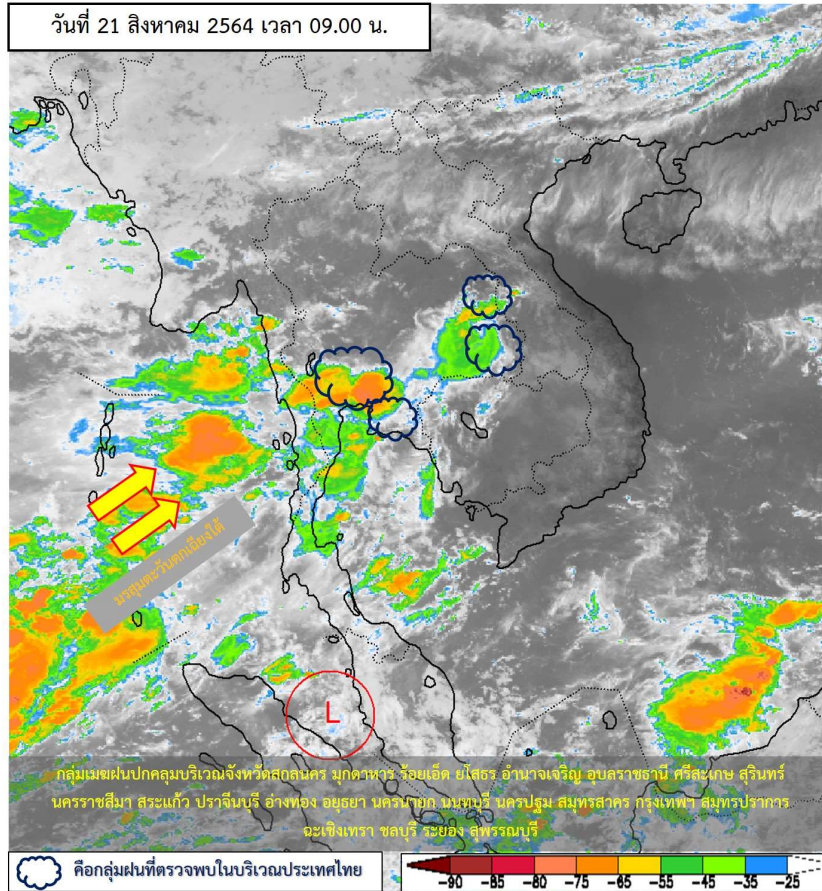 วันที่ 21 สิงหาคม 2564 เวลา 09.00 น.
มรสุมตะวันตกเฉียงใต้
L
กลุ่มเมฆฝนปกคลุมบริเวณจังหวัดสกลนคร มุกดาหาร ร้อยเอ็ด ยโสธร อำนาจเจริญ อุบลราชธานี ศรีสะเกษ สุรินทร์
นครราชสีมา สระแก้ว ปราจีนบุรี อ่างทอง อยุธยา นครนายก นนทบุรี นครปฐม สมุทรสาคร กรุงเทพฯ สมุทรปราการ
ฉะเชิงเทรา ชลบุรี ระยอง สุพรรณบุรี
คือกลุ่มฝนที่ตรวจพบในบริเวณประเทศไทย
-90 -85 -80 -75 -65 -55 -45 -35 -25